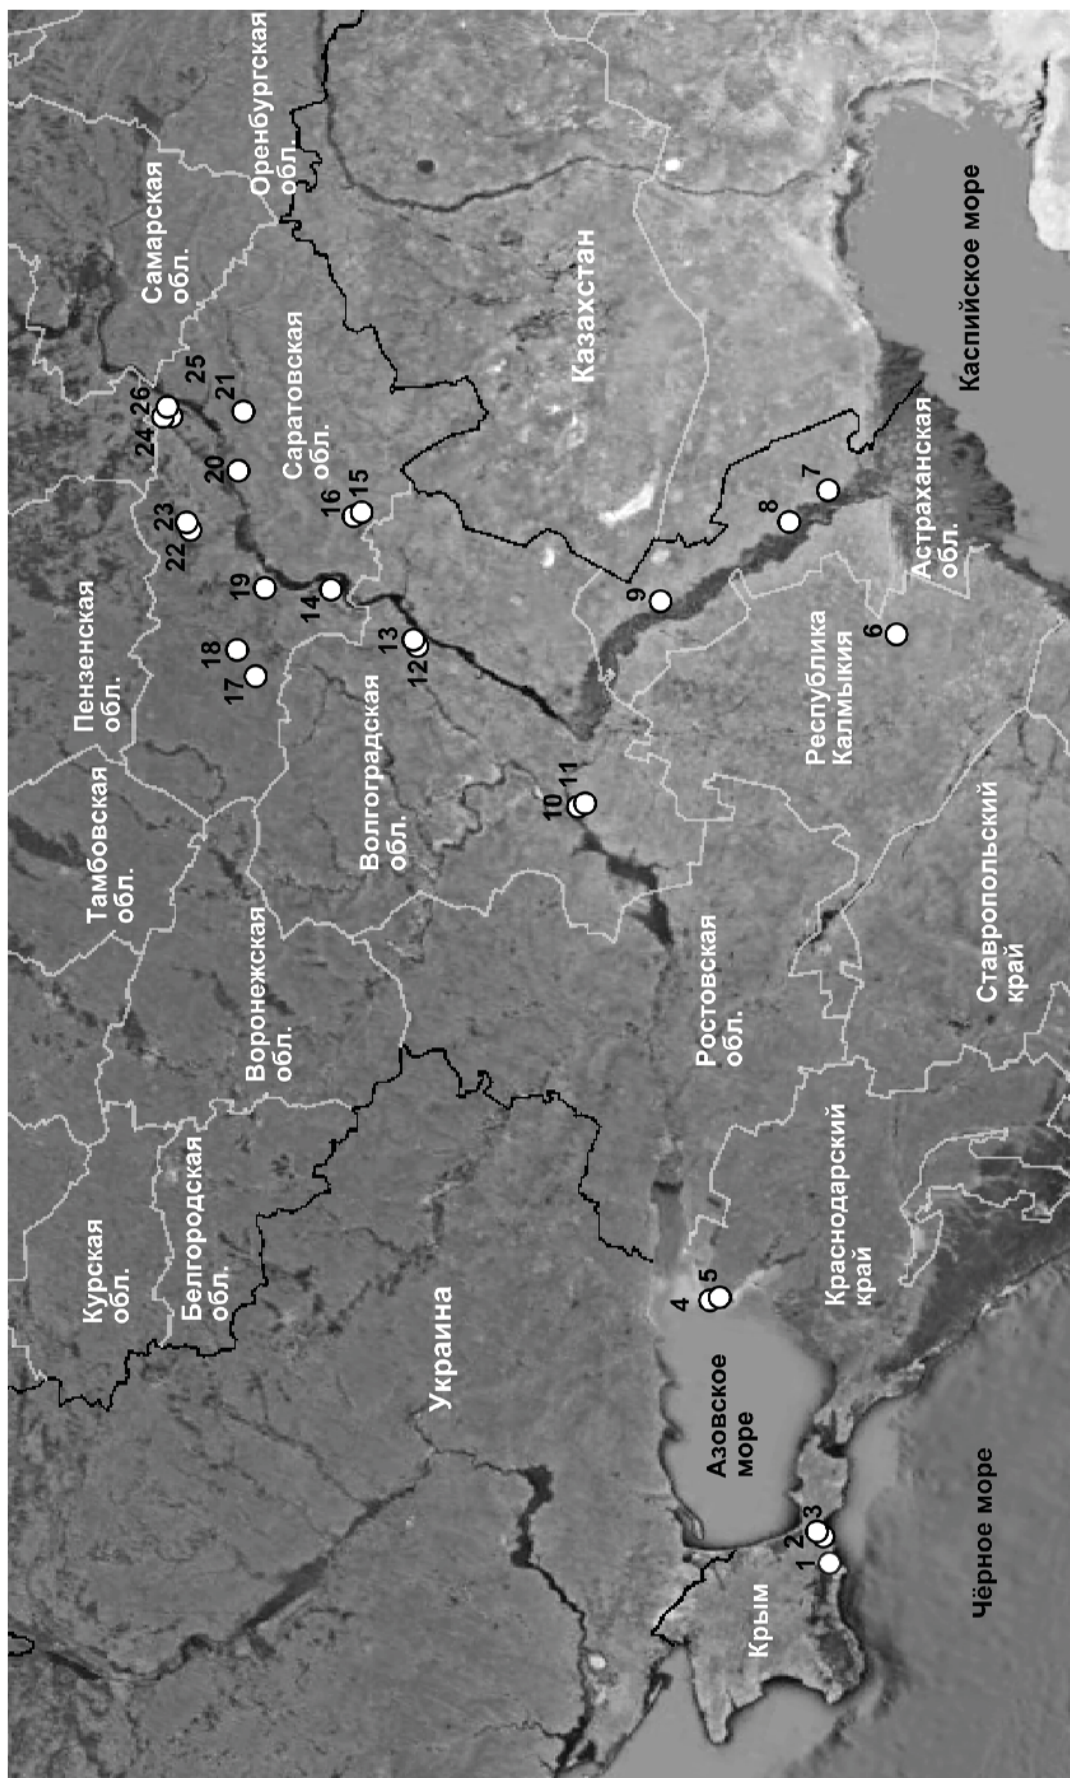 Курская
обл.
Белгородская
обл.
Тамбовская
обл.
Воронежская
обл.
Пензенская
обл.
Самарская
обл.
Оренбургская
обл.
Саратовская
обл.
Волгоградская
обл.
Украина
Казахстан
Ростовская
обл.
Республика
Калмыкия
Астраханская
обл.
Ставропольский
край
Краснодарский
край
Крым
Азовское
море
Чёрное море
Каспийское море
1
2
3
4
5
6
7
8
9
10
11
12
13
14
15
16
17
18
19
20
21
22
23
24
25
26